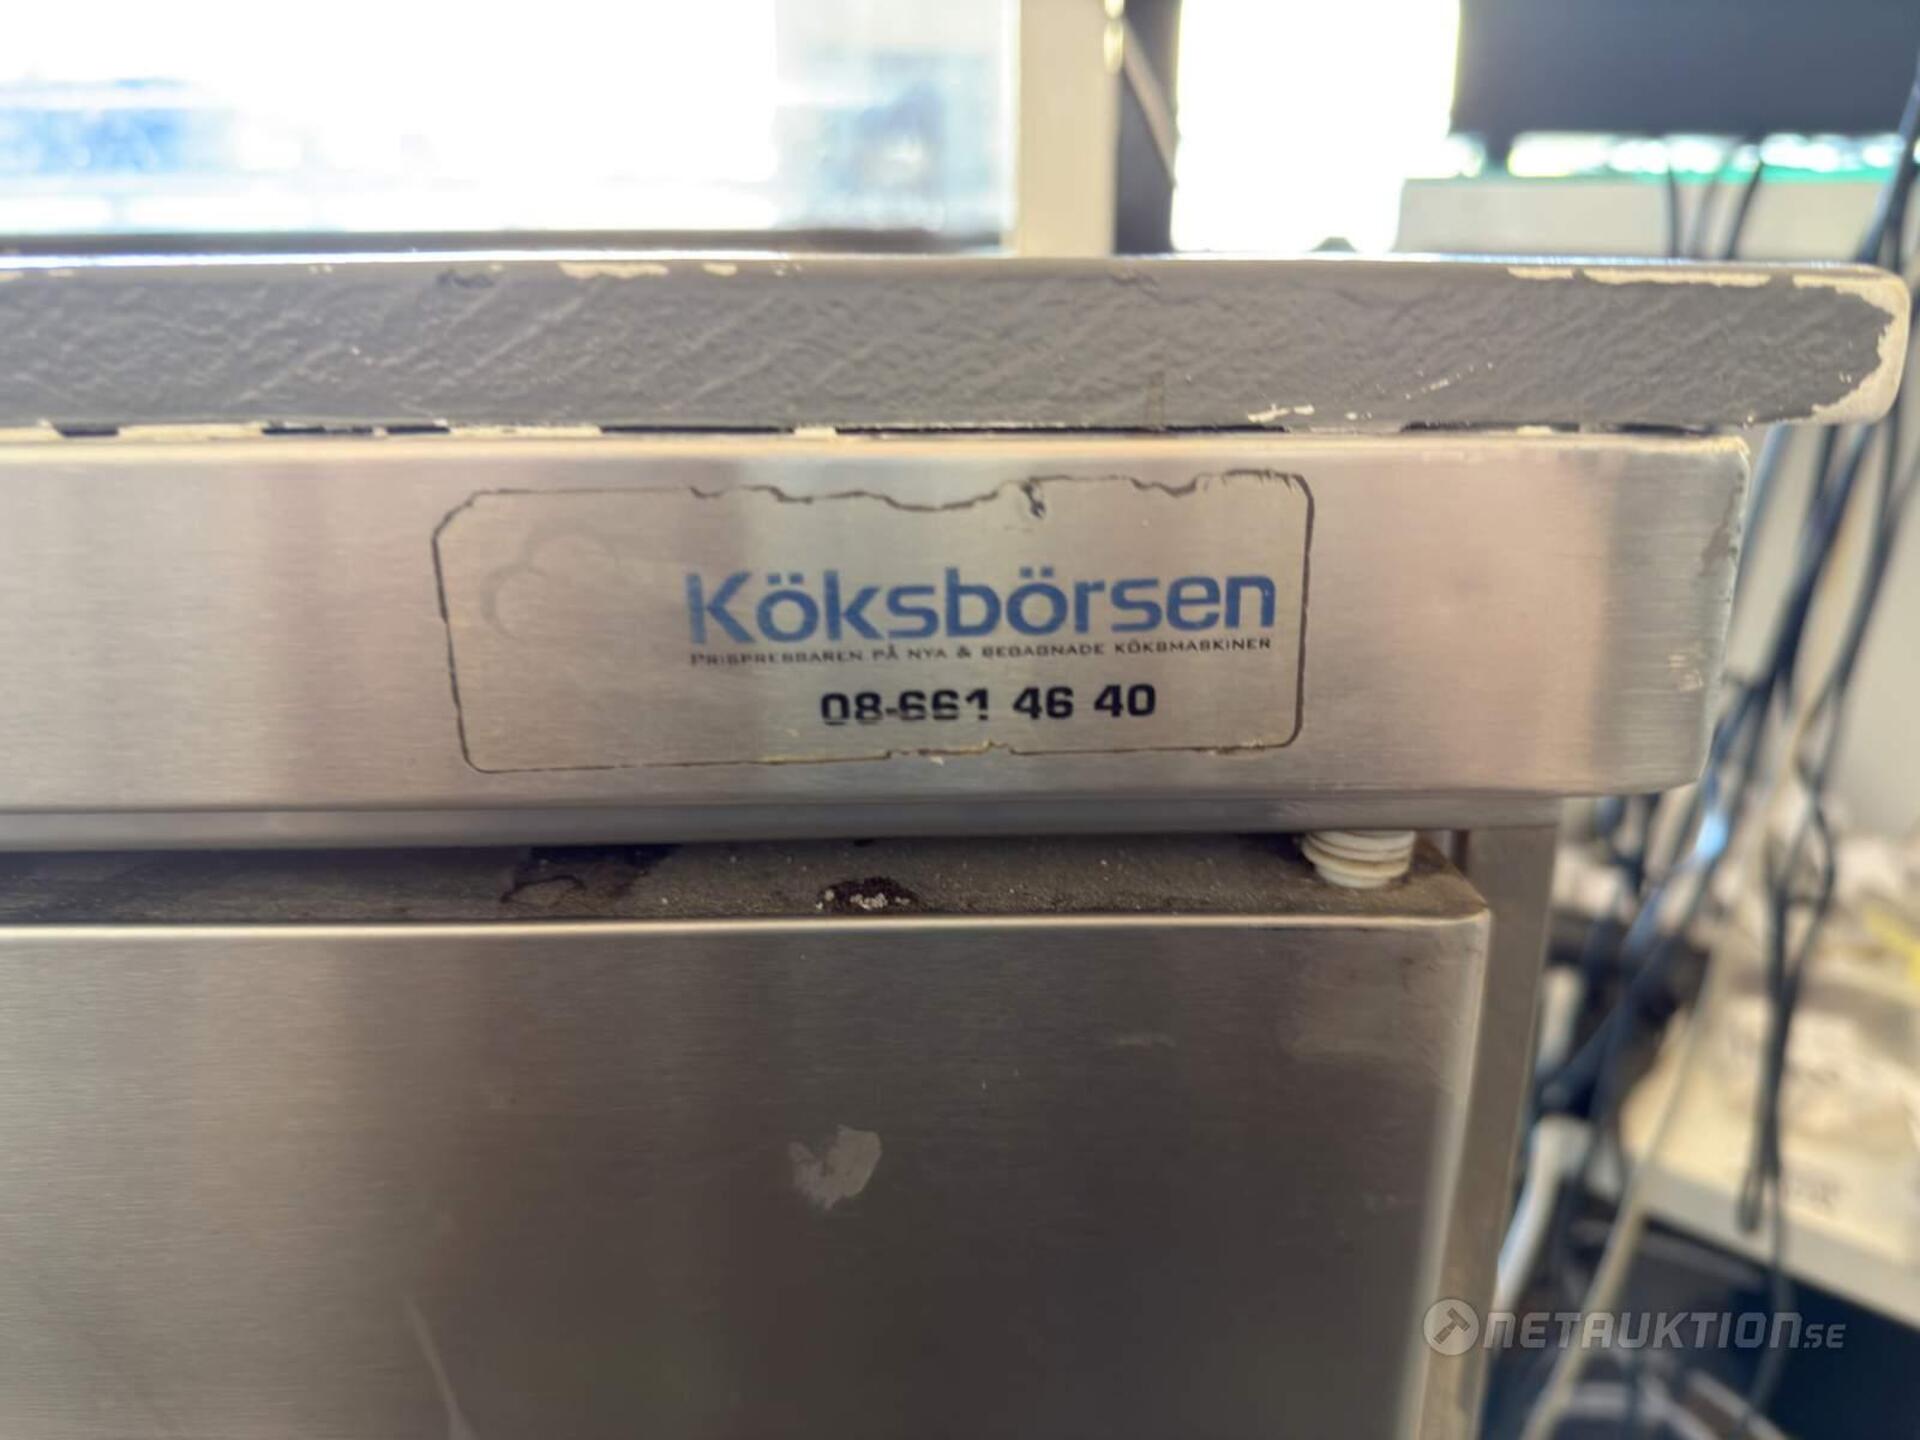 Köksbörsen
PRISPRESSAREN PÅ NYA & BEGAGNADE KÖKSMASKINER
08-661 46 40
NETAUKTION.SE